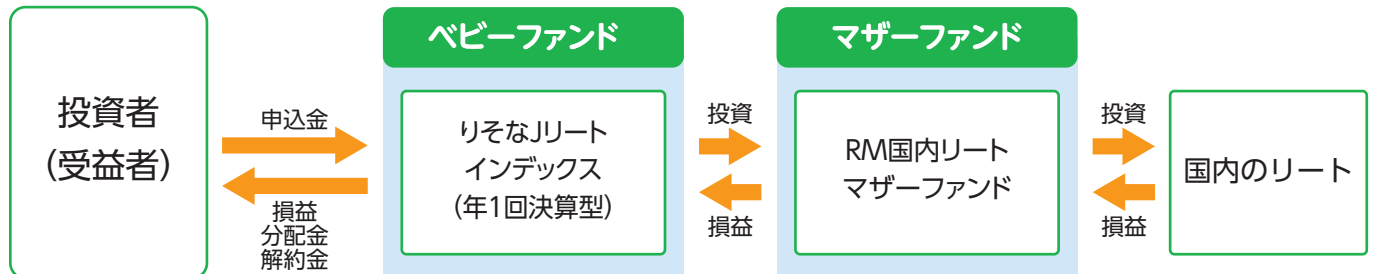 ベビーファンド
マザーファンド
投資者
(受益者)
申込金
損益
分配金
解約金
りそなJリート
インデックス
(年1回決算型)
投資
損益
RM国内リート
マザーファンド
投資
損益
国内のリート